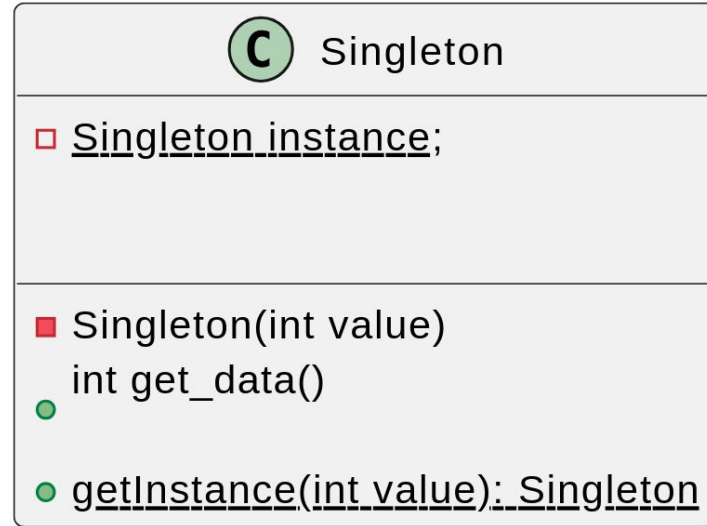 C Singleton
Singleton instance;
Singleton(int value)
int get_data()
getInstance(int value): Singleton